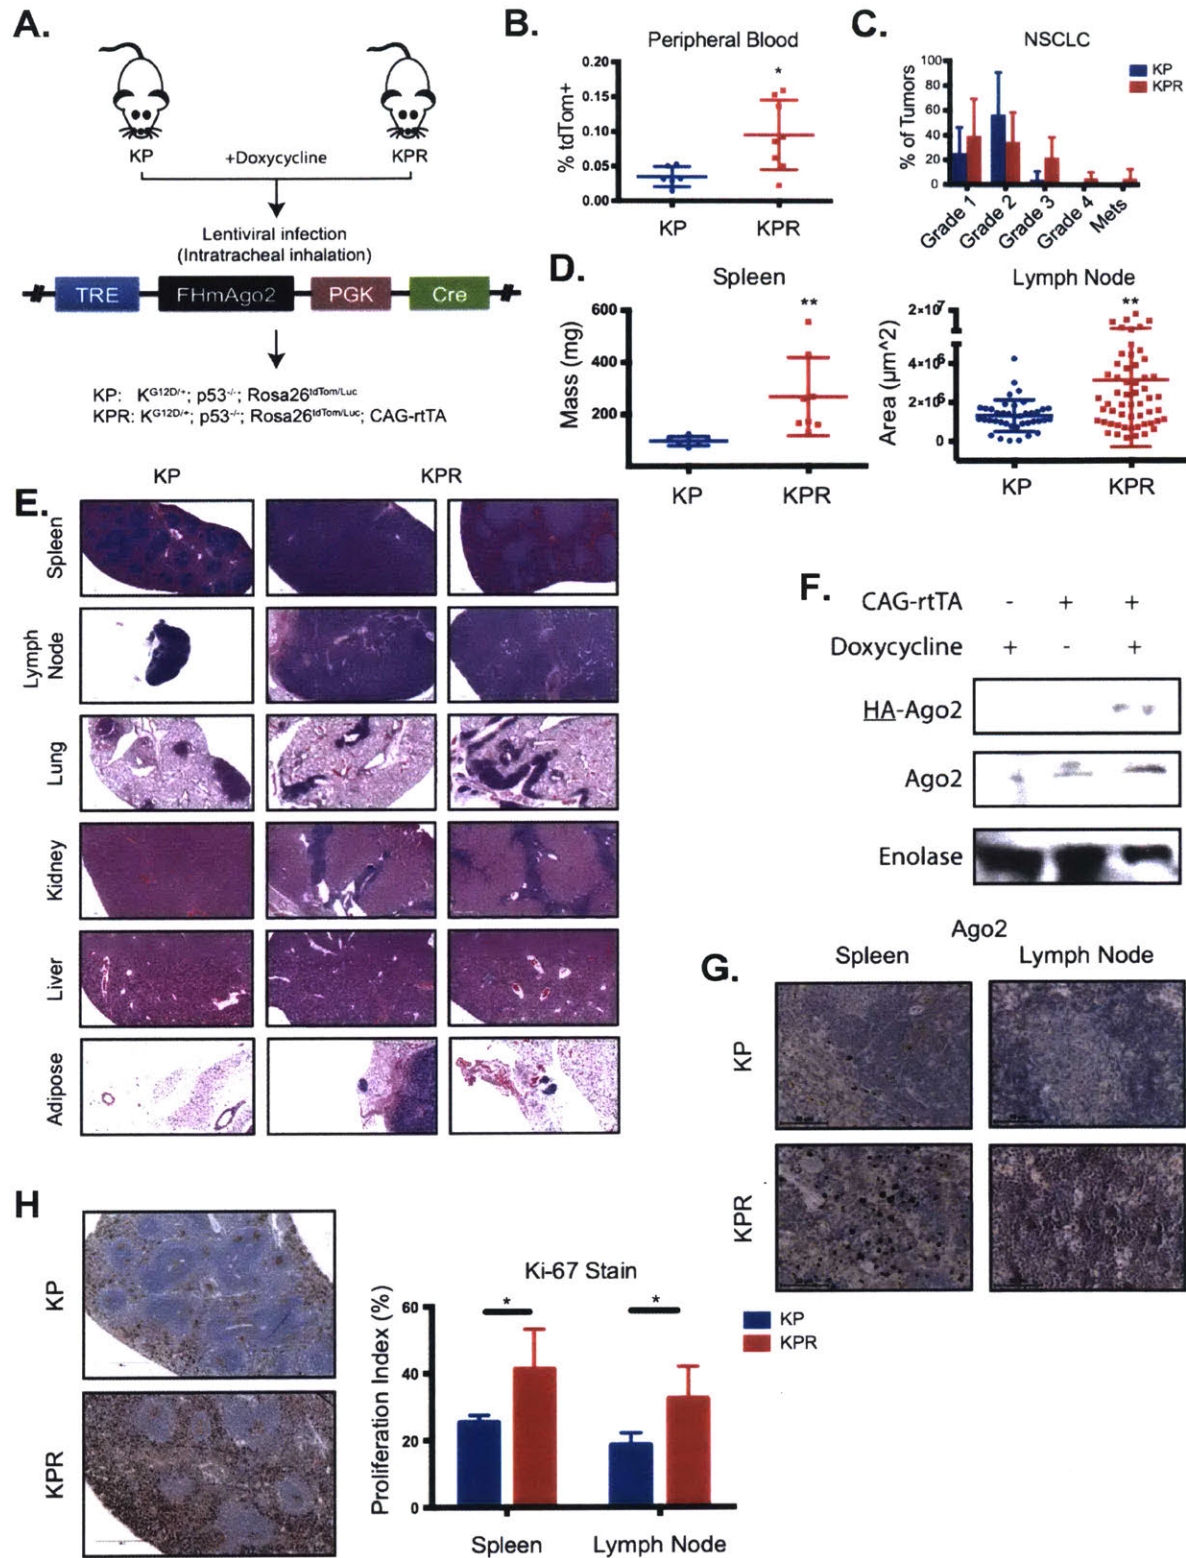 A.
KP
KPR
+Doxycycline
Lentiviral infection
(Intratracheal inhalation)
TRE FHmAgo2 PGK Cre
KP: K^G12D/+; p53^-/-; Rosa26^tdTom/Luc
KPR: K^G12D/+; p53^-/-; Rosa26^tdTom/Luc; CAG-rtTA
B.
Peripheral Blood
% tdTom+
0.20
0.15
0.10
0.05
0.00
*
KP KPR
C.
NSCLC
% of Tumors
100
80
60
40
20
0
KP
KPR
Grade 1
Grade 2
Grade 3
Grade 4
Mets
D.
Spleen
Mass (mg)
600
400
200
**
KP KPR
Lymph Node
Area (µm^2)
2×10^7
4×10^6
2×10^6
0
**
KP KPR
E.
KP KPR
Spleen
Lymph
Node
Lung
Kidney
Liver
Adipose
F.
CAG-rtTA - + +
Doxycycline + - +
HA-Ago2
Ago2
Enolase
G.
Ago2
Spleen Lymph Node
KP
KPR
H
KP
KPR
Ki-67 Stain
Proliferation Index (%)
60
40
20
0
* *
KP
KPR
Spleen Lymph Node